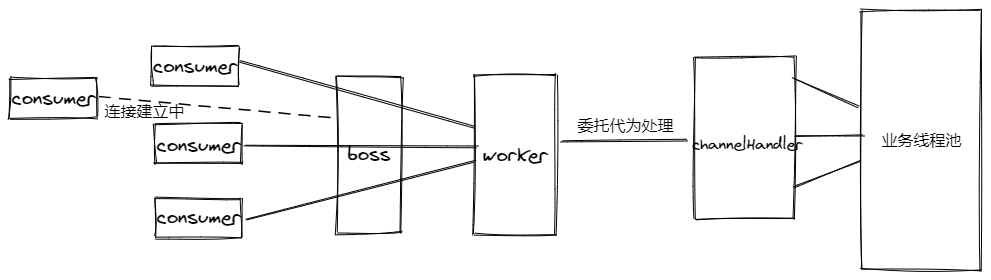 consumer
consumer
连接建立中
consumer
consumer
boss
worker
委托代为处理
channelHandler
业务线程池